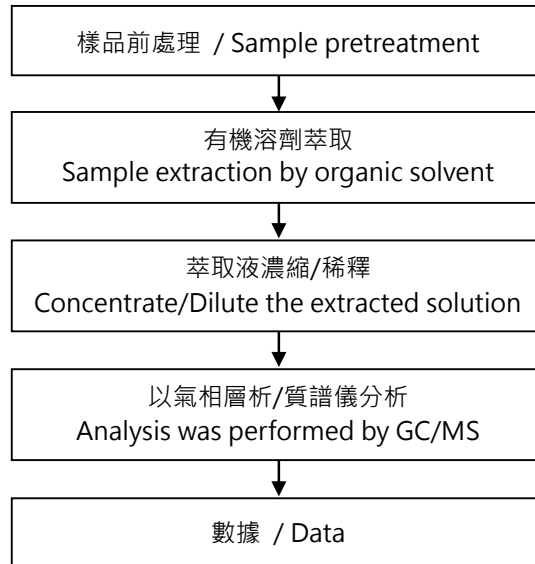 樣品前處理 / Sample pretreatment
有機溶劑萃取
Sample extraction by organic solvent
萃取液濃縮/稀釋
Concentrate/Dilute the extracted solution
以氣相層析/質譜儀分析
Analysis was performed by GC/MS
數據 / Data